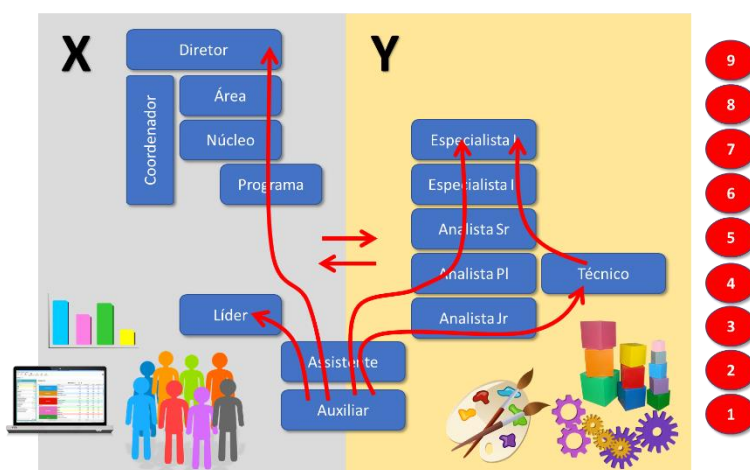 X
Diretor
Coordenador
Área
Núcleo
Programa
Líder
Y
Especialista I
Especialista I
Analista Sr
Analista Pl
Técnico
Analista Jr
Assistente
Auxiliar
9
8
7
6
5
4
3
2
1